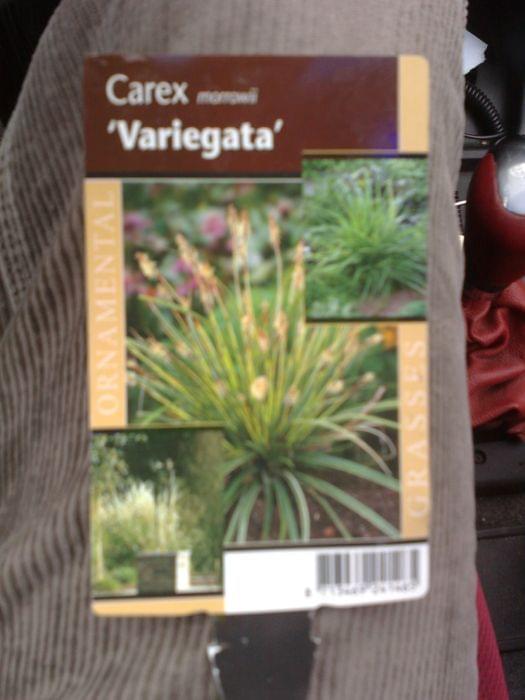 Carex morrowii
'Variegata'
ORNAMENTAL
GRASSES